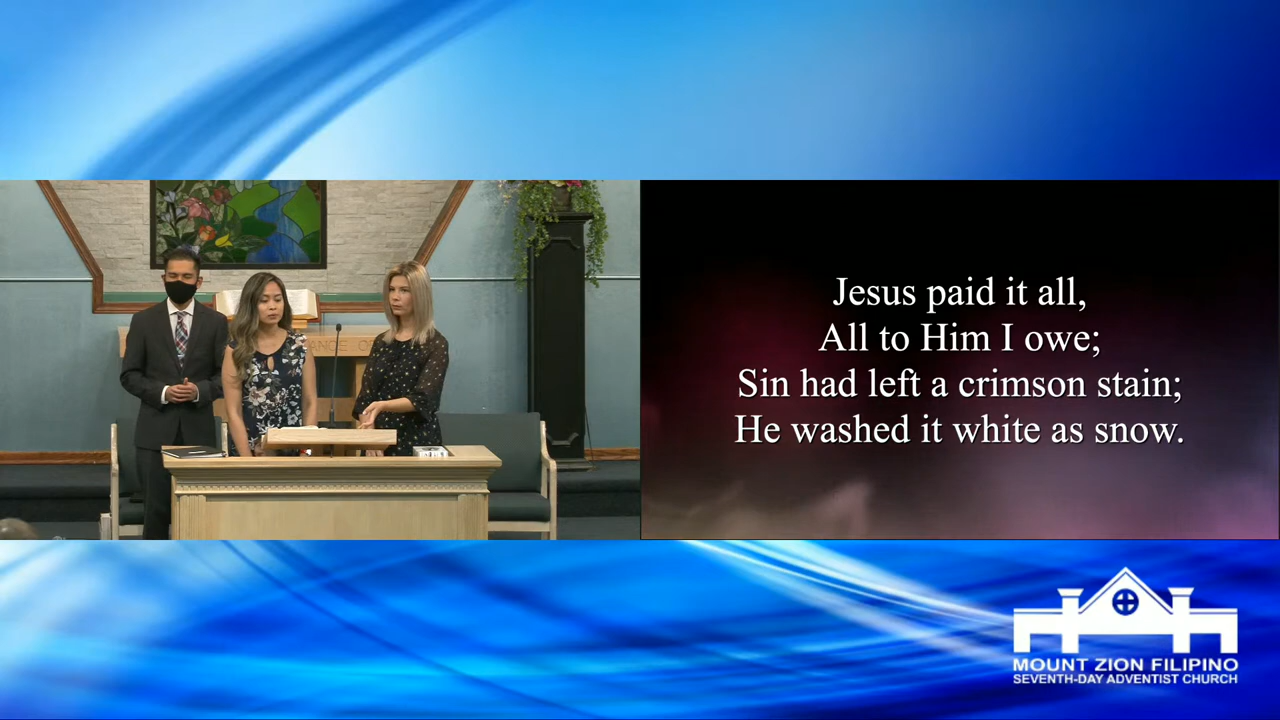 Jesus paid it all,
All to Him I owe;
Sin had left a crimson stain;
He washed it white as snow.
MOUNT ZION FILIPINO
SEVENTH-DAY ADVENTIST CHURCH